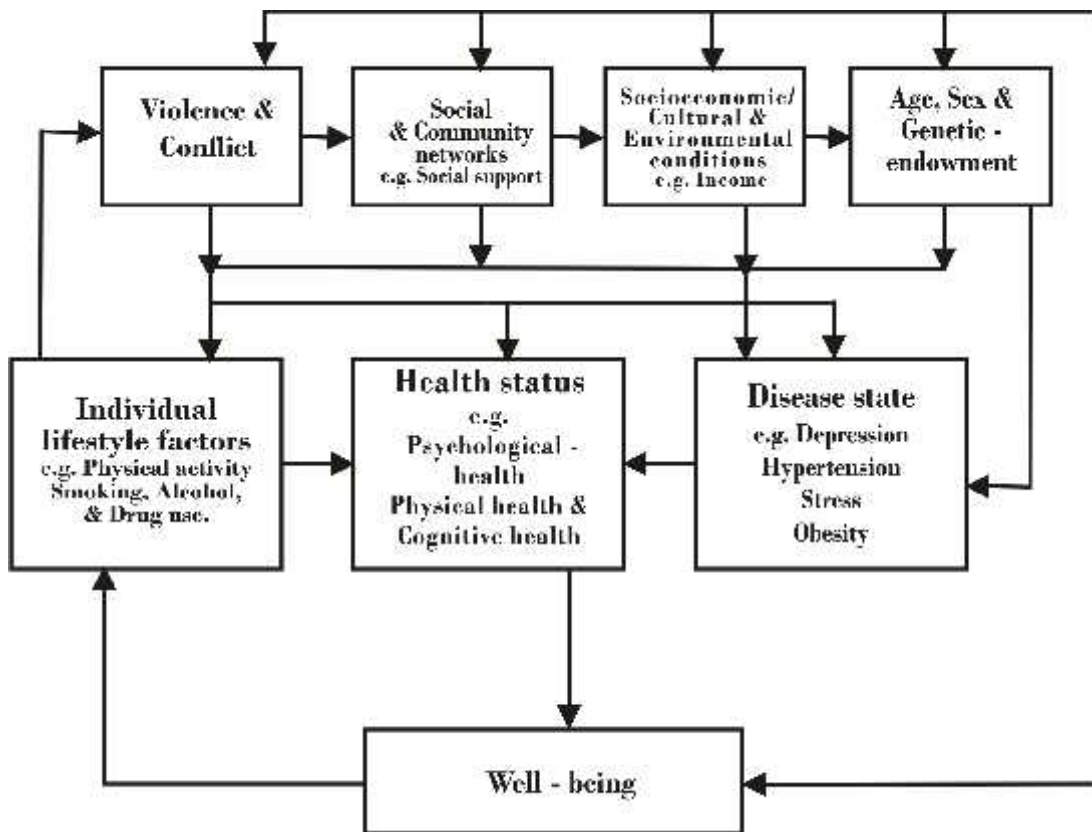 Violence &
Conflict
Social
& Community
networks
e.g. Social support
Socioeconomic/
Cultural &
Environmental
conditions
e.g. Income
Age, Sex &
Genetic -
endowment
Individual
lifestyle factors
e.g. Physical activity
Smoking, Alcohol,
& Drug use.
Health status
e.g.
Psychological -
health
Physical health &
Cognitive health
Disease state
e.g. Depression
Hypertension
Stress
Obesity
Well - being